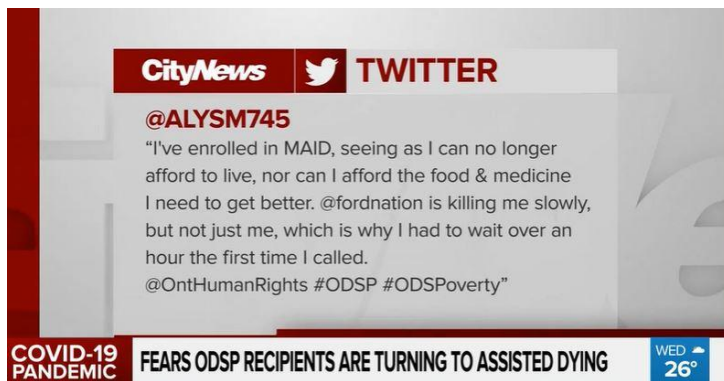 CityNews TWITTER
@ALYSM745
“I've enrolled in MAID, seeing as I can no longer
afford to live, nor can I afford the food & medicine
I need to get better. @fordnation is killing me slowly,
but not just me, which is why I had to wait over an
hour the first time I called.
@OntHumanRights #ODSP #ODSPoverty”
COVID-19
PANDEMIC
FEARS ODSP RECIPIENTS ARE TURNING TO ASSISTED DYING
WED
26°